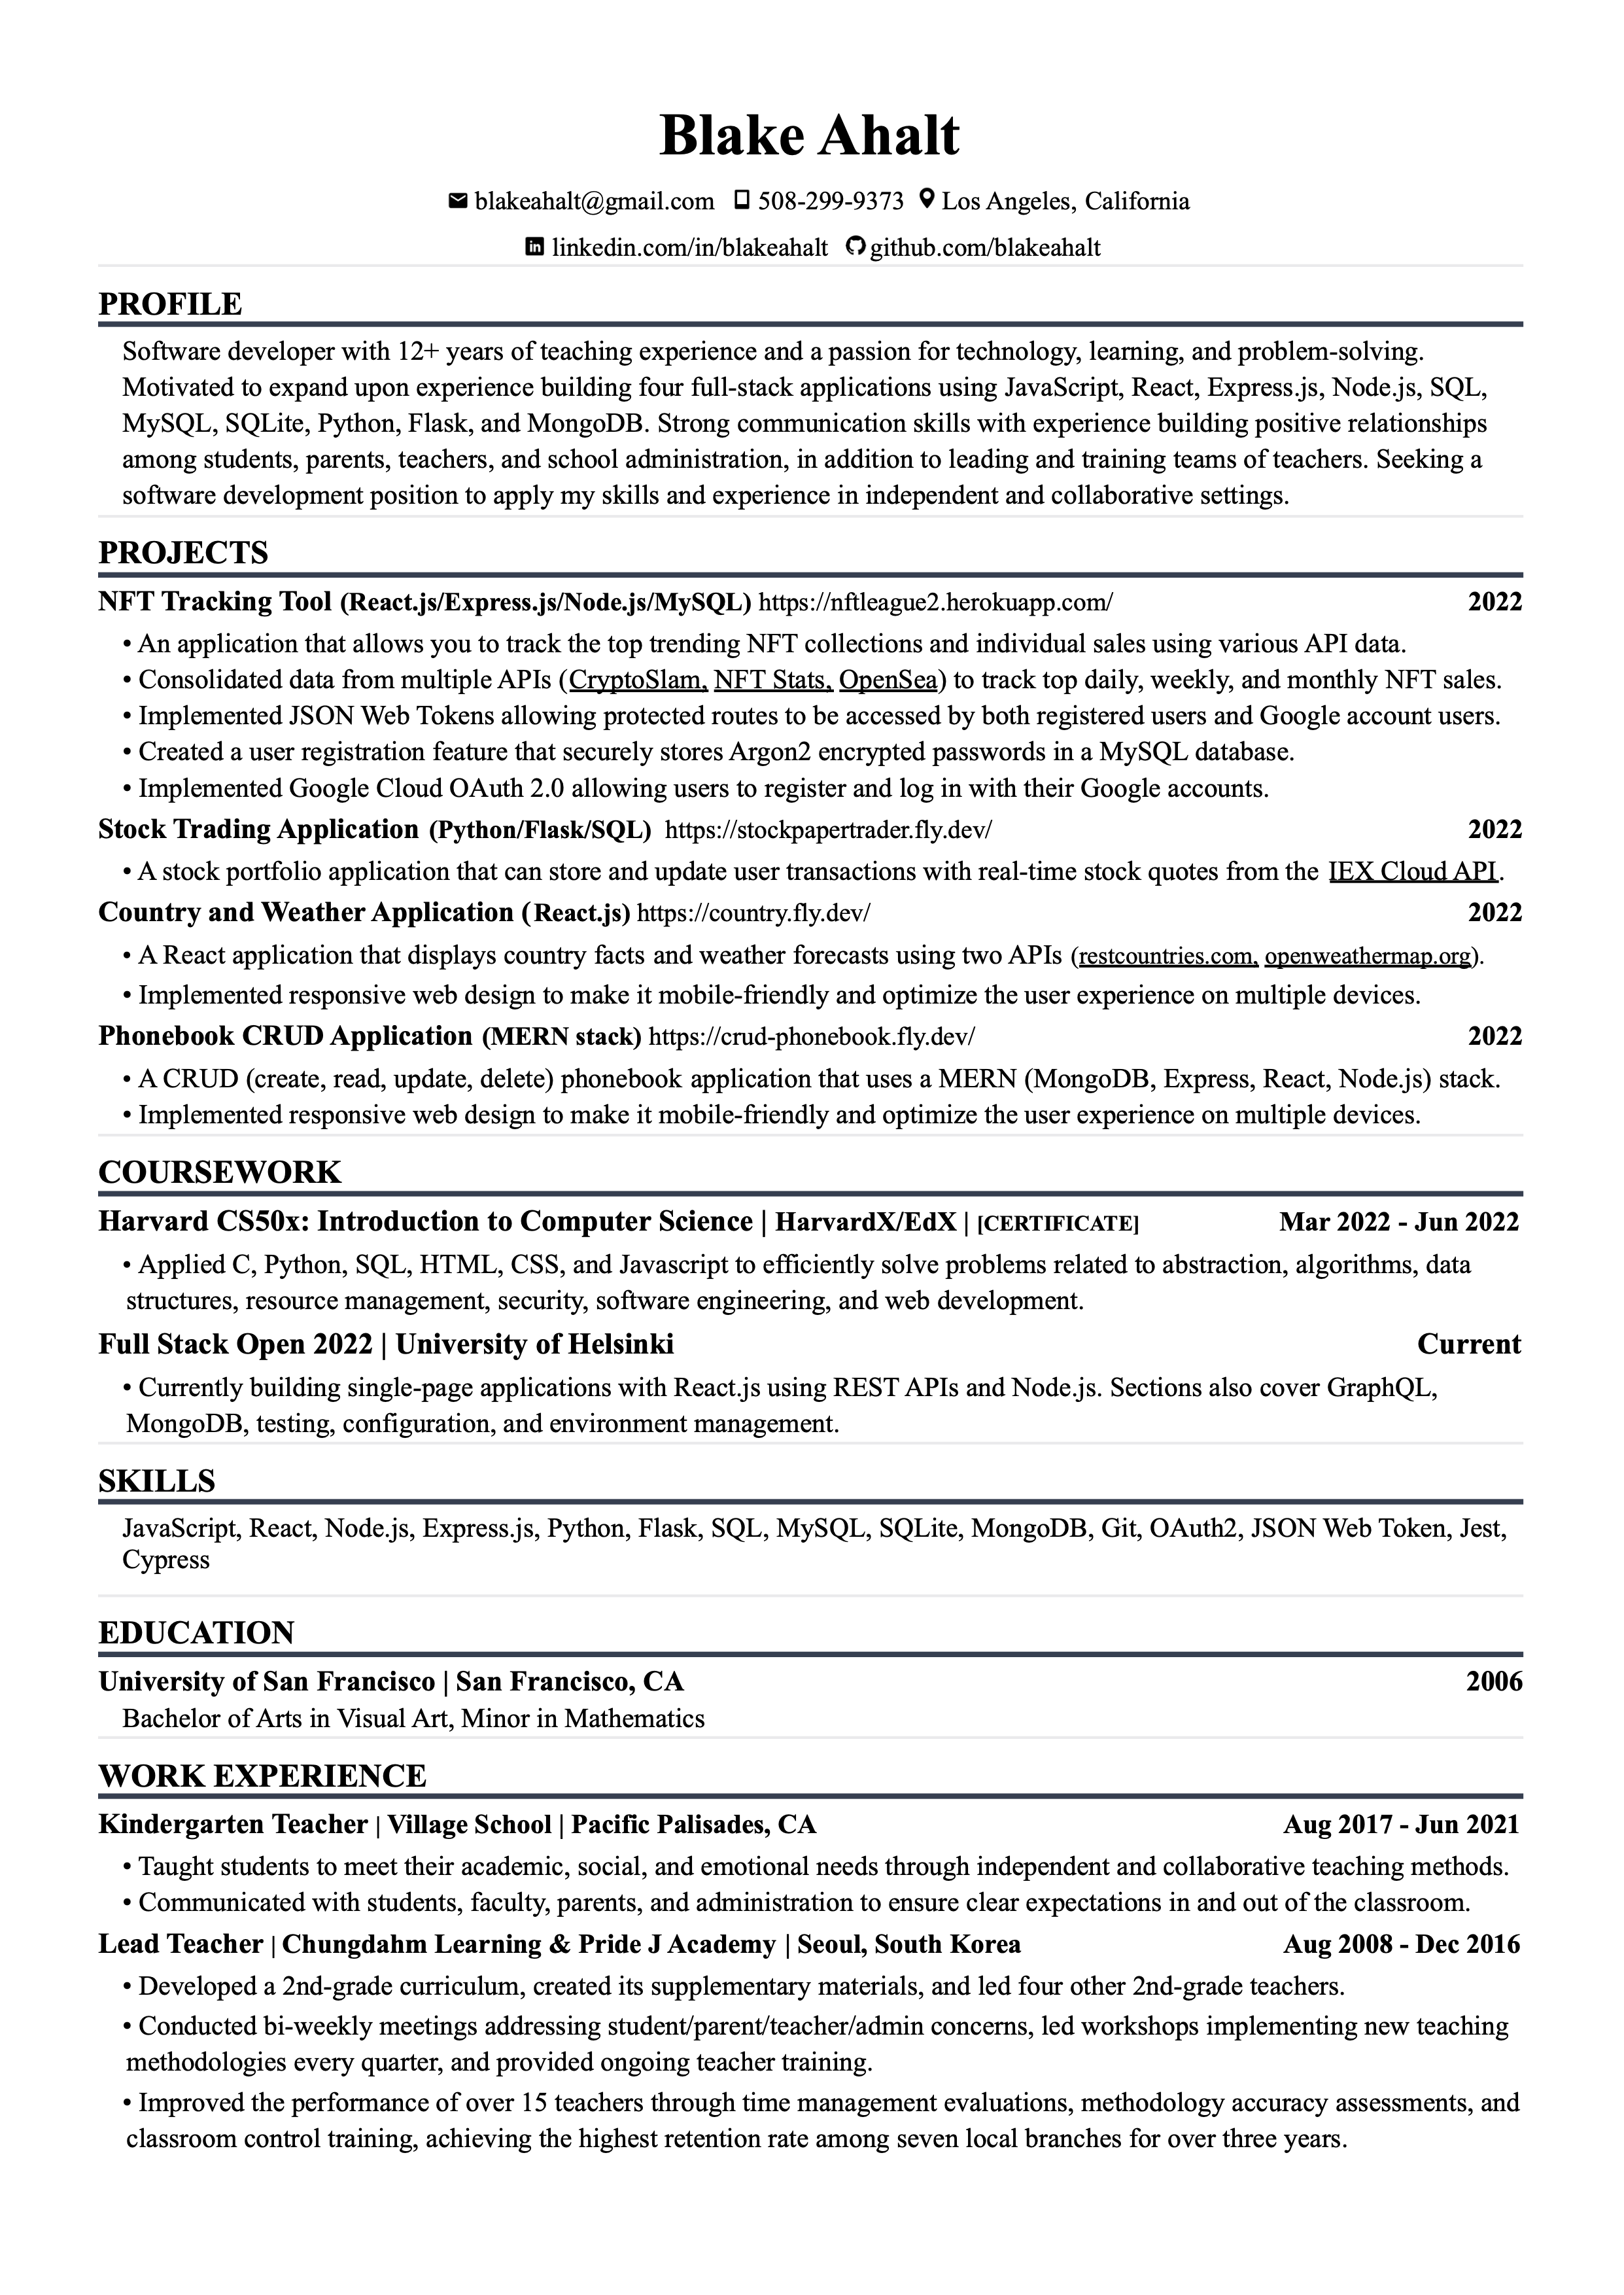 Blake Ahalt
blakeahalt@gmail.com 508-299-9373 Los Angeles, California
linkedin.com/in/blakeahalt github.com/blakeahalt
PROFILE
Software developer with 12+ years of teaching experience and a passion for technology, learning, and problem-solving.
Motivated to expand upon experience building four full-stack applications using JavaScript, React, Express.js, Node.js, SQL,
MySQL, SQLite, Python, Flask, and MongoDB. Strong communication skills with experience building positive relationships
among students, parents, teachers, and school administration, in addition to leading and training teams of teachers. Seeking a
software development position to apply my skills and experience in independent and collaborative settings.
PROJECTS
NFT Tracking Tool (React.js/Express.js/Node.js/MySQL) https://nftleague2.herokuapp.com/ 2022
• An application that allows you to track the top trending NFT collections and individual sales using various API data.
• Consolidated data from multiple APIs (CryptoSlam, NFT Stats, OpenSea) to track top daily, weekly, and monthly NFT sales.
• Implemented JSON Web Tokens allowing protected routes to be accessed by both registered users and Google account users.
• Created a user registration feature that securely stores Argon2 encrypted passwords in a MySQL database.
• Implemented Google Cloud OAuth 2.0 allowing users to register and log in with their Google accounts.
Stock Trading Application (Python/Flask/SQL) https://stockpapertrader.fly.dev/ 2022
• A stock portfolio application that can store and update user transactions with real-time stock quotes from the IEX Cloud API.
Country and Weather Application (React.js) https://country.fly.dev/ 2022
• A React application that displays country facts and weather forecasts using two APIs (restcountries.com, openweathermap.org).
• Implemented responsive web design to make it mobile-friendly and optimize the user experience on multiple devices.
Phonebook CRUD Application (MERN stack) https://crud-phonebook.fly.dev/ 2022
• A CRUD (create, read, update, delete) phonebook application that uses a MERN (MongoDB, Express, React, Node.js) stack.
• Implemented responsive web design to make it mobile-friendly and optimize the user experience on multiple devices.
COURSEWORK
Harvard CS50x: Introduction to Computer Science | HarvardX/EdX | [CERTIFICATE] Mar 2022 - Jun 2022
• Applied C, Python, SQL, HTML, CSS, and Javascript to efficiently solve problems related to abstraction, algorithms, data
structures, resource management, security, software engineering, and web development.
Full Stack Open 2022 | University of Helsinki Current
• Currently building single-page applications with React.js using REST APIs and Node.js. Sections also cover GraphQL,
MongoDB, testing, configuration, and environment management.
SKILLS
JavaScript, React, Node.js, Express.js, Python, Flask, SQL, MySQL, SQLite, MongoDB, Git, OAuth2, JSON Web Token, Jest,
Cypress
EDUCATION
University of San Francisco | San Francisco, CA 2006
Bachelor of Arts in Visual Art, Minor in Mathematics
WORK EXPERIENCE
Kindergarten Teacher | Village School | Pacific Palisades, CA Aug 2017 - Jun 2021
• Taught students to meet their academic, social, and emotional needs through independent and collaborative teaching methods.
• Communicated with students, faculty, parents, and administration to ensure clear expectations in and out of the classroom.
Lead Teacher | Chungdahm Learning & Pride J Academy | Seoul, South Korea Aug 2008 - Dec 2016
• Developed a 2nd-grade curriculum, created its supplementary materials, and led four other 2nd-grade teachers.
• Conducted bi-weekly meetings addressing student/parent/teacher/admin concerns, led workshops implementing new teaching
methodologies every quarter, and provided ongoing teacher training.
• Improved the performance of over 15 teachers through time management evaluations, methodology accuracy assessments, and
classroom control training, achieving the highest retention rate among seven local branches for over three years.